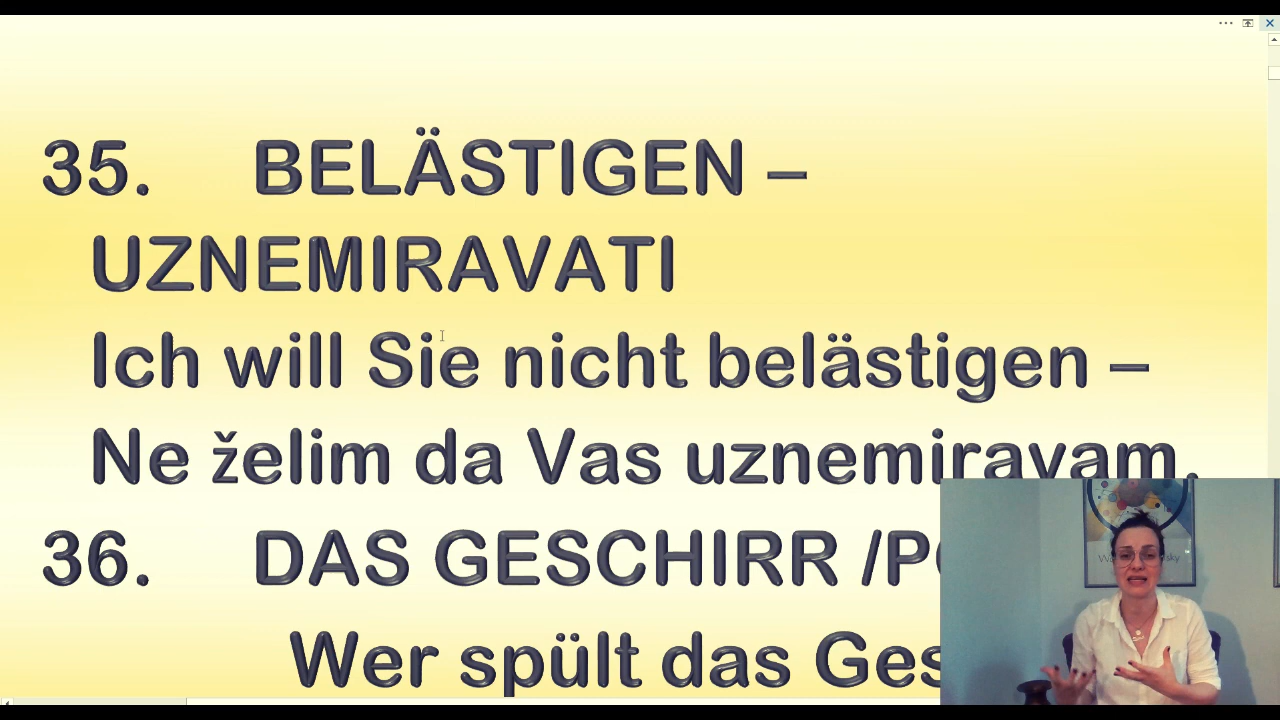 35. BELÄSTIGEN –
UZNEMIRAVATI
Ich will Sie nicht belästigen –
Ne želim da Vas uznemiravam.
36. DAS GESCHIRR
Wer spült das